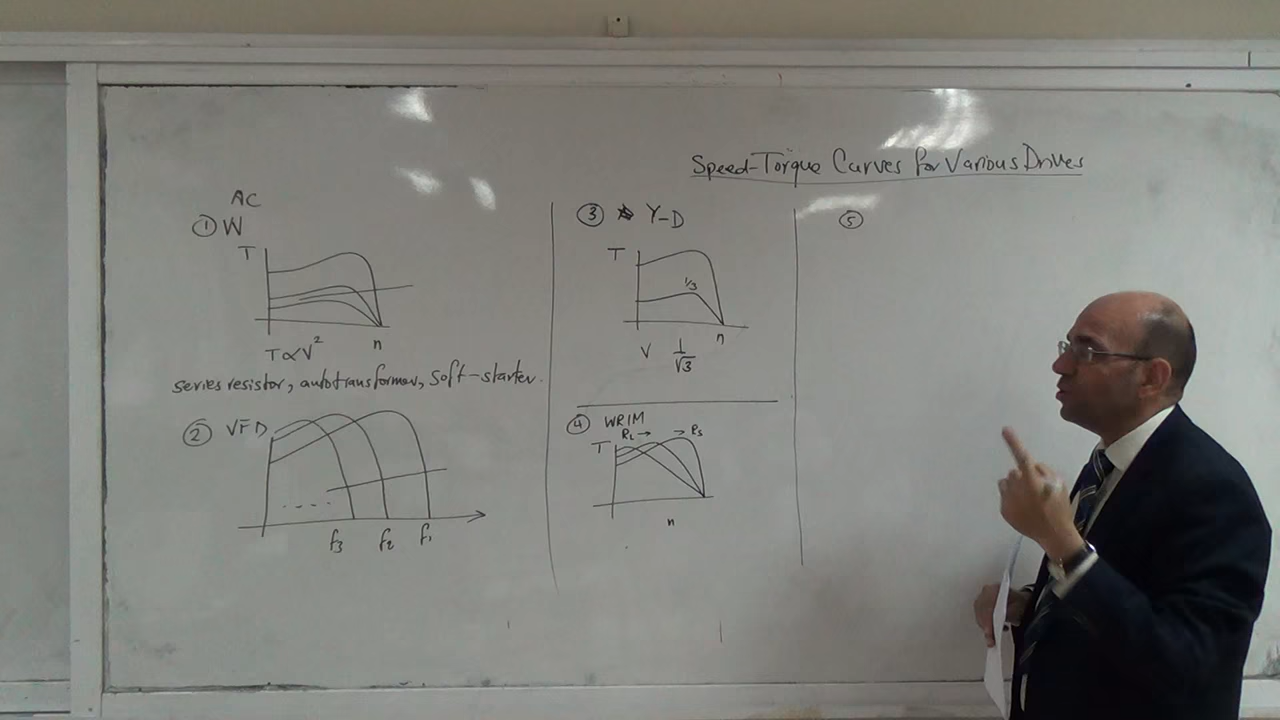 Speed-Torque Curves for Various Drives
AC
① W
T
n
T∝V²
series resistor, autotransformer, soft-starter.
② VFD
f₃ f₂ f₁
③ Y-D
T
1/3
n
V 1/√3
④ WRIM
→ → R₅
T
n
⑤